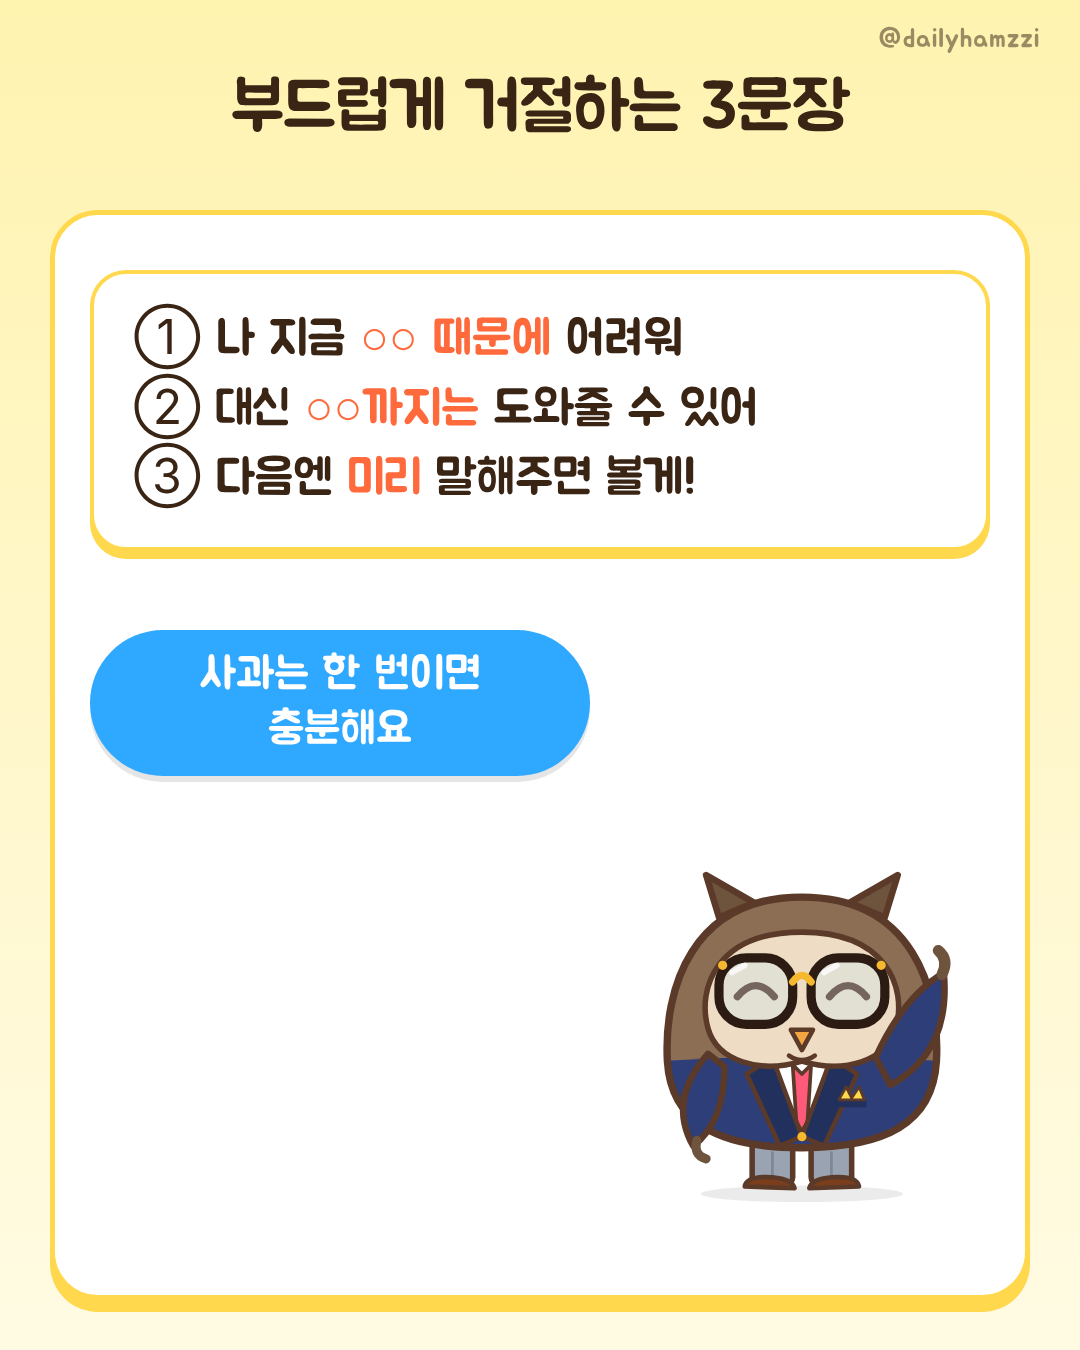 @dailyhamzzi
부드럽게 거절하는 3문장
① 나 지금 ○○ 때문에 어려워
② 대신 ○○까지는 도와줄 수 있어
③ 다음엔 미리 말해주면 볼게!
사과는 한 번이면
충분해요